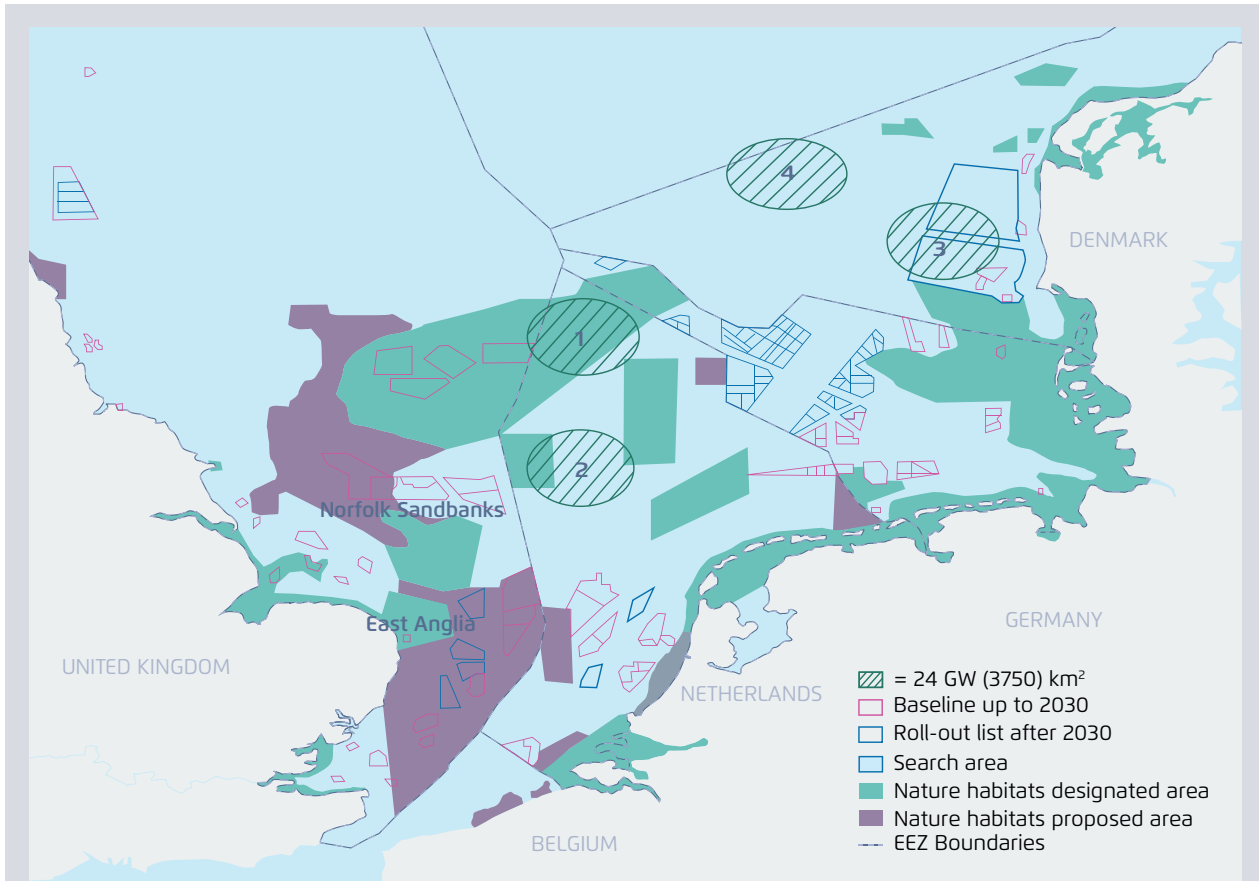 4
3
DENMARK
1
2
Norfolk Sandbanks
East Anglia
GERMANY
UNITED KINGDOM
NETHERLANDS
BELGIUM
= 24 GW (3750) km²
Baseline up to 2030
Roll-out list after 2030
Search area
Nature habitats designated area
Nature habitats proposed area
EEZ Boundaries